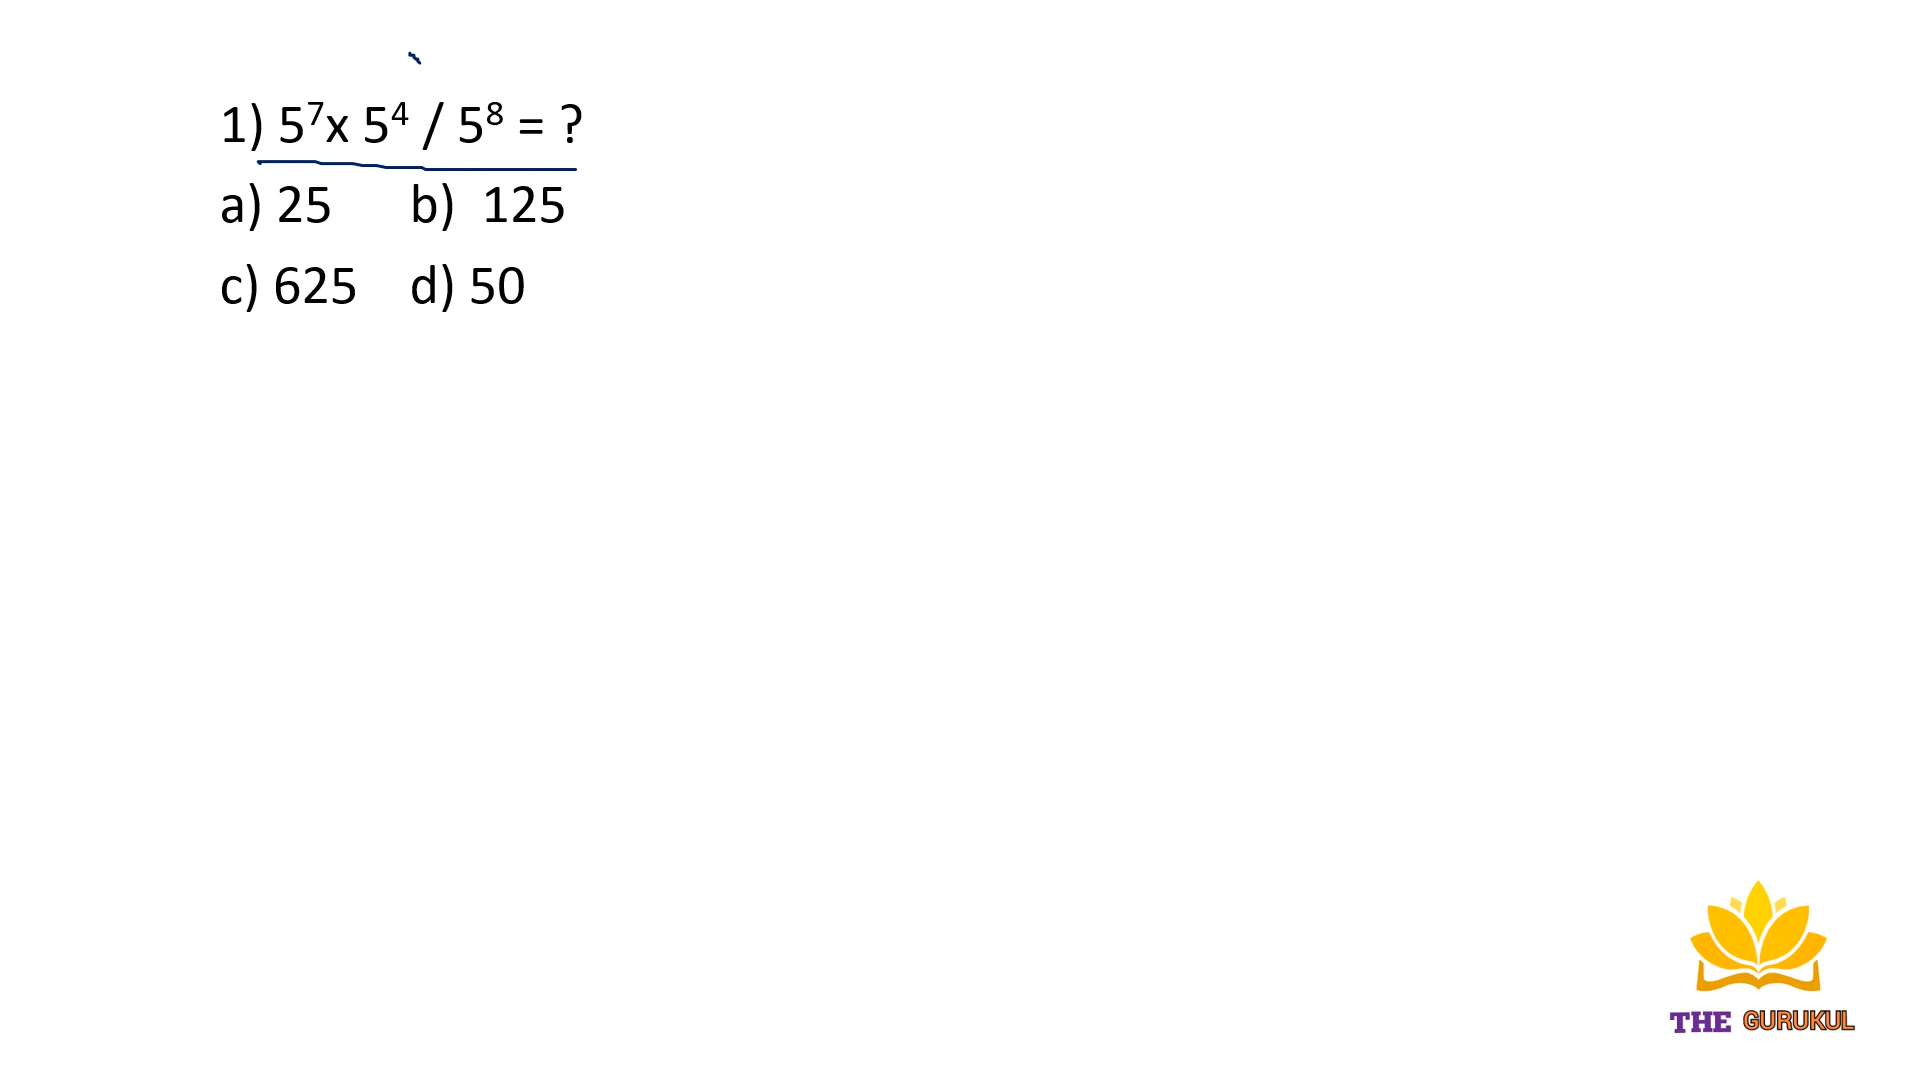 1) 5⁷x 5⁴ / 5⁸ = ?
a) 25 b) 125
c) 625 d) 50
THE GURUKUL